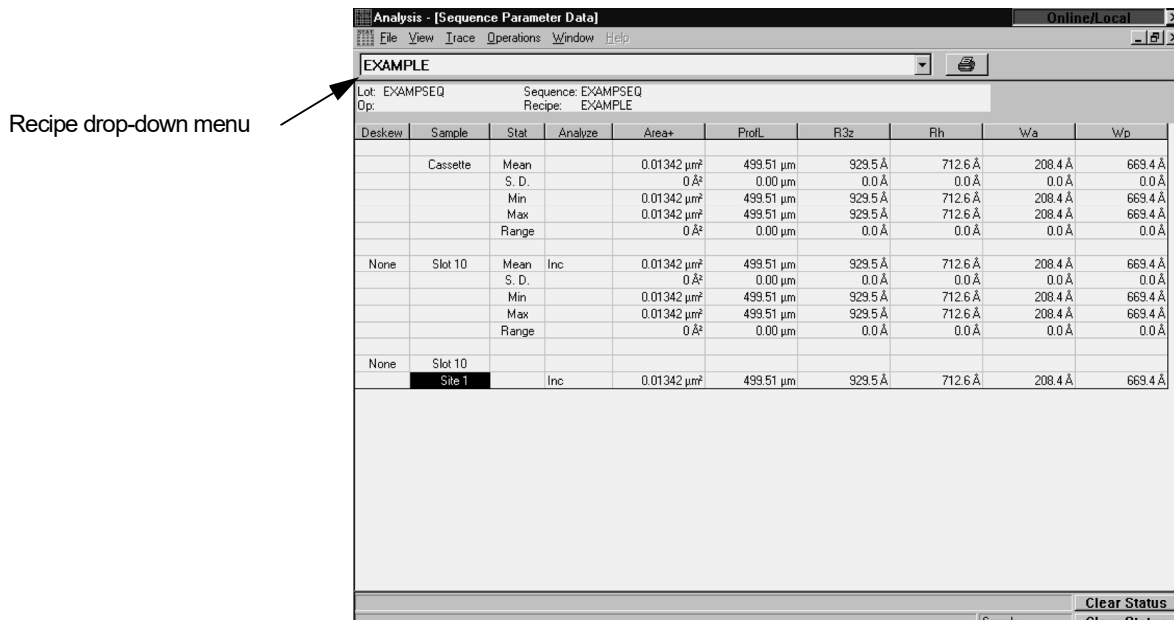 Analysis - [Sequence Parameter Data] Online/Local
STAT File View Trace Operations Window Help
EXAMPLE
Lot: EXAMPSEQ Sequence: EXAMPSEQ
Op: Recipe: EXAMPLE
Recipe drop-down menu
Deskew Sample Stat Analyze Area+ ProfL R3z Rh Wa Wp
Cassette Mean 0.01342 µm² 499.51 µm 929.5 Å 712.6 Å 208.4 Å 669.4 Å
S. D. 0 Å² 0.00 µm 0.0 Å 0.0 Å 0.0 Å 0.0 Å
Min 0.01342 µm² 499.51 µm 929.5 Å 712.6 Å 208.4 Å 669.4 Å
Max 0.01342 µm² 499.51 µm 929.5 Å 712.6 Å 208.4 Å 669.4 Å
Range 0 Å² 0.00 µm 0.0 Å 0.0 Å 0.0 Å 0.0 Å
None Slot 10 Mean Inc 0.01342 µm² 499.51 µm 929.5 Å 712.6 Å 208.4 Å 669.4 Å
S. D. 0 Å² 0.00 µm 0.0 Å 0.0 Å 0.0 Å 0.0 Å
Min 0.01342 µm² 499.51 µm 929.5 Å 712.6 Å 208.4 Å 669.4 Å
Max 0.01342 µm² 499.51 µm 929.5 Å 712.6 Å 208.4 Å 669.4 Å
Range 0 Å² 0.00 µm 0.0 Å 0.0 Å 0.0 Å 0.0 Å
None Slot 10
Site 1 Inc 0.01342 µm² 499.51 µm 929.5 Å 712.6 Å 208.4 Å 669.4 Å
Clear Status
Clear Status